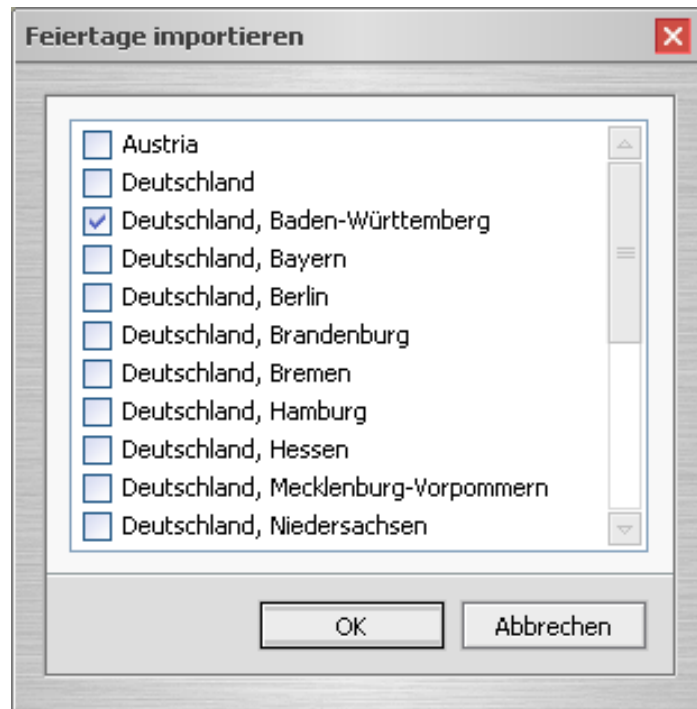 Feiertage importieren
Austria
Deutschland
Deutschland, Baden-Württemberg
Deutschland, Bayern
Deutschland, Berlin
Deutschland, Brandenburg
Deutschland, Bremen
Deutschland, Hamburg
Deutschland, Hessen
Deutschland, Mecklenburg-Vorpommern
Deutschland, Niedersachsen
OK Abbrechen